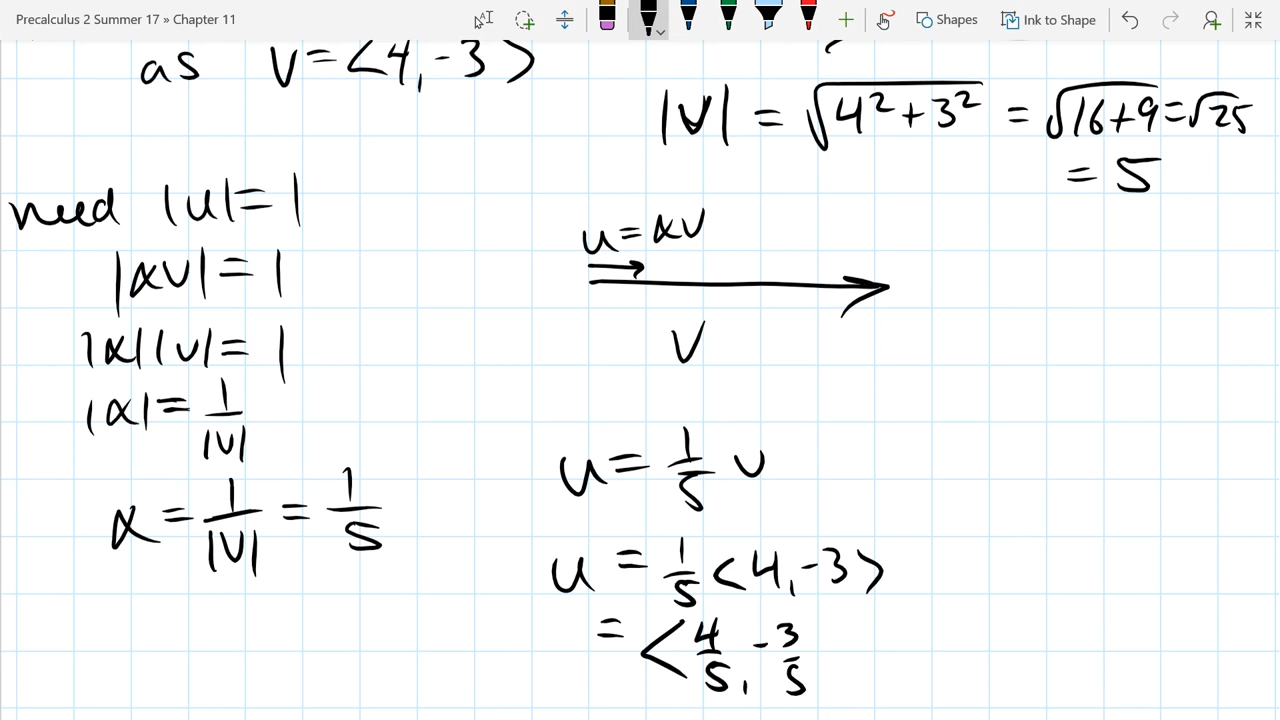 Precalculus 2 Summer 17 » Chapter 11
Shapes
Ink to Shape
as v = <4, -3>
|v| = √4² + 3² = √16+9 = √25
= 5
need |u| = 1
|αv| = 1
|α||v| = 1
|α| = 1/|v|
α = 1/|v| = 1/5
u = αv
v
u = 1/5 v
u = 1/5 <4, -3>
= <4/5, -3/5